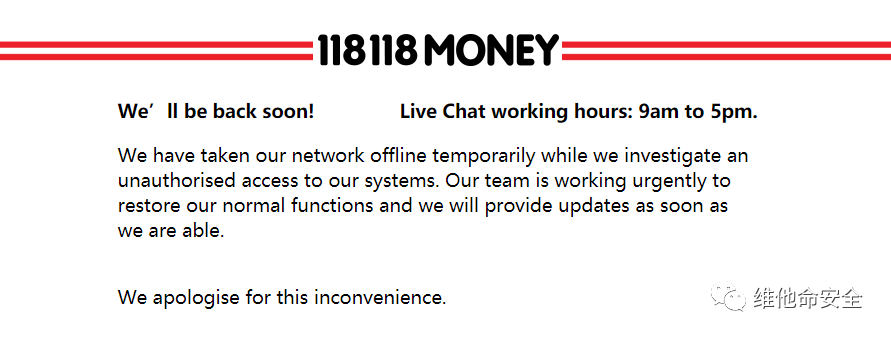 118 118 MONEY
We'll be back soon! Live Chat working hours: 9am to 5pm.
We have taken our network offline temporarily while we investigate an
unauthorised access to our systems. Our team is working urgently to
restore our normal functions and we will provide updates as soon as
we are able.
We apologise for this inconvenience.
维他命安全